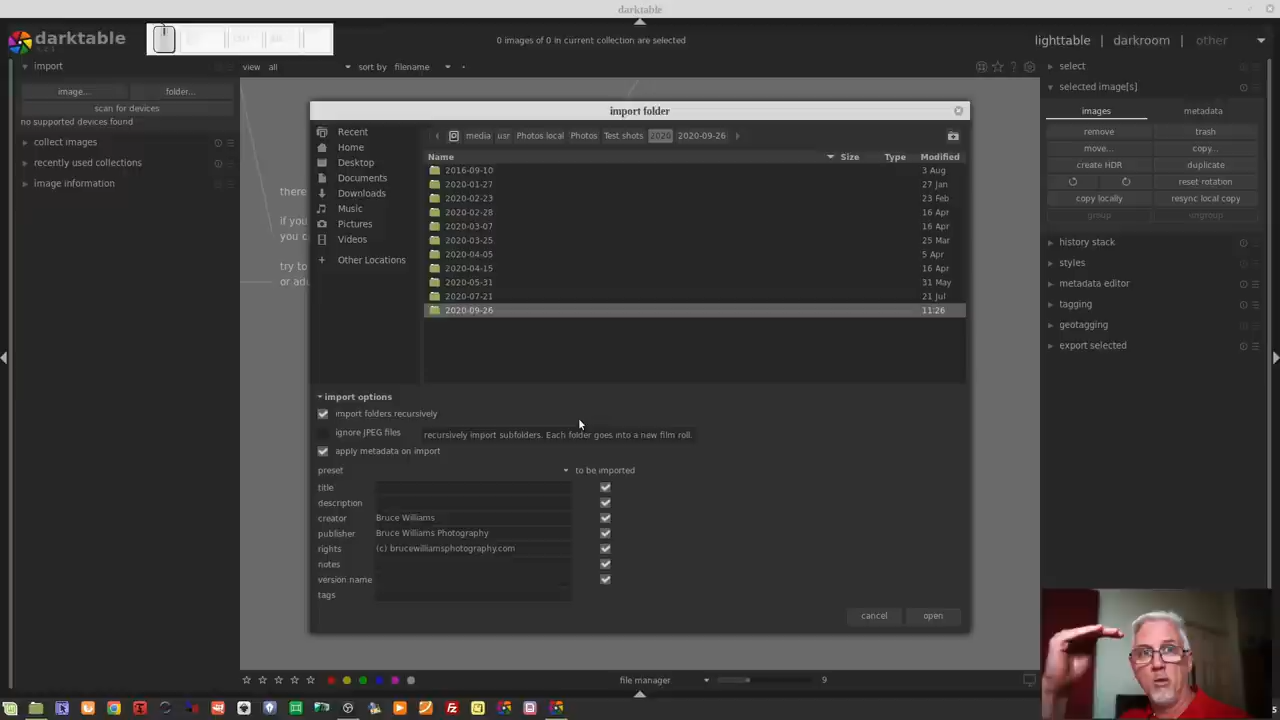 darktable
darktable
0 images of 0 in current collection are selected
lighttable | darkroom | other
import
view all sort by filename
select
selected image[s]
image... folder...
scan for devices
no supported devices found
collect images
recently used collections
image information
there
if you
you c
try to
or ad
import folder
Recent
Home
Desktop
Documents
Downloads
Music
Pictures
Videos
Other Locations
media usr Photos local Photos Test shots 2020 2020-09-26
Name Size Type Modified
2016-09-10 3 Aug
2020-01-27 27 Jan
2020-02-23 23 Feb
2020-02-28 16 Apr
2020-03-07 16 Apr
2020-03-25 25 Mar
2020-04-05 5 Apr
2020-04-15 16 Apr
2020-05-31 31 May
2020-07-21 21 Jul
2020-09-26 11:26
import options
import folders recursively
ignore JPEG files
recursively import subfolders. Each folder goes into a new film roll.
apply metadata on import
preset to be imported
title
description
creator Bruce Williams
publisher Bruce Williams Photography
rights (c) brucewilliamsphotography.com
notes
version name
tags
cancel open
images metadata
remove trash
move... copy...
create HDR duplicate
reset rotation
copy locally resync local copy
group ungroup
history stack
styles
metadata editor
tagging
geotagging
export selected
file manager 9